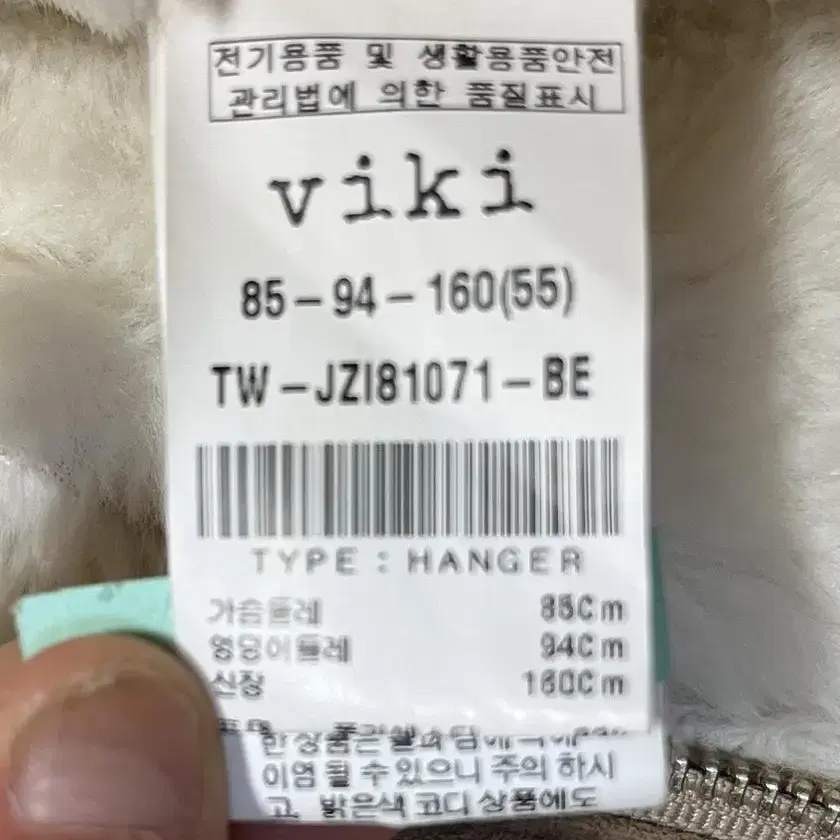 전기용품 및 생활용품안전
관리법에 의한 품질표시
viki
85-94-160(55)
TW-JZI81071-BE
TYPE : HANGER
가슴둘레 85Cm
엉덩이둘레 94Cm
신장 160Cm
이염 될 수 있으니 주의 하시
고, 밝은색 코디 상품에도